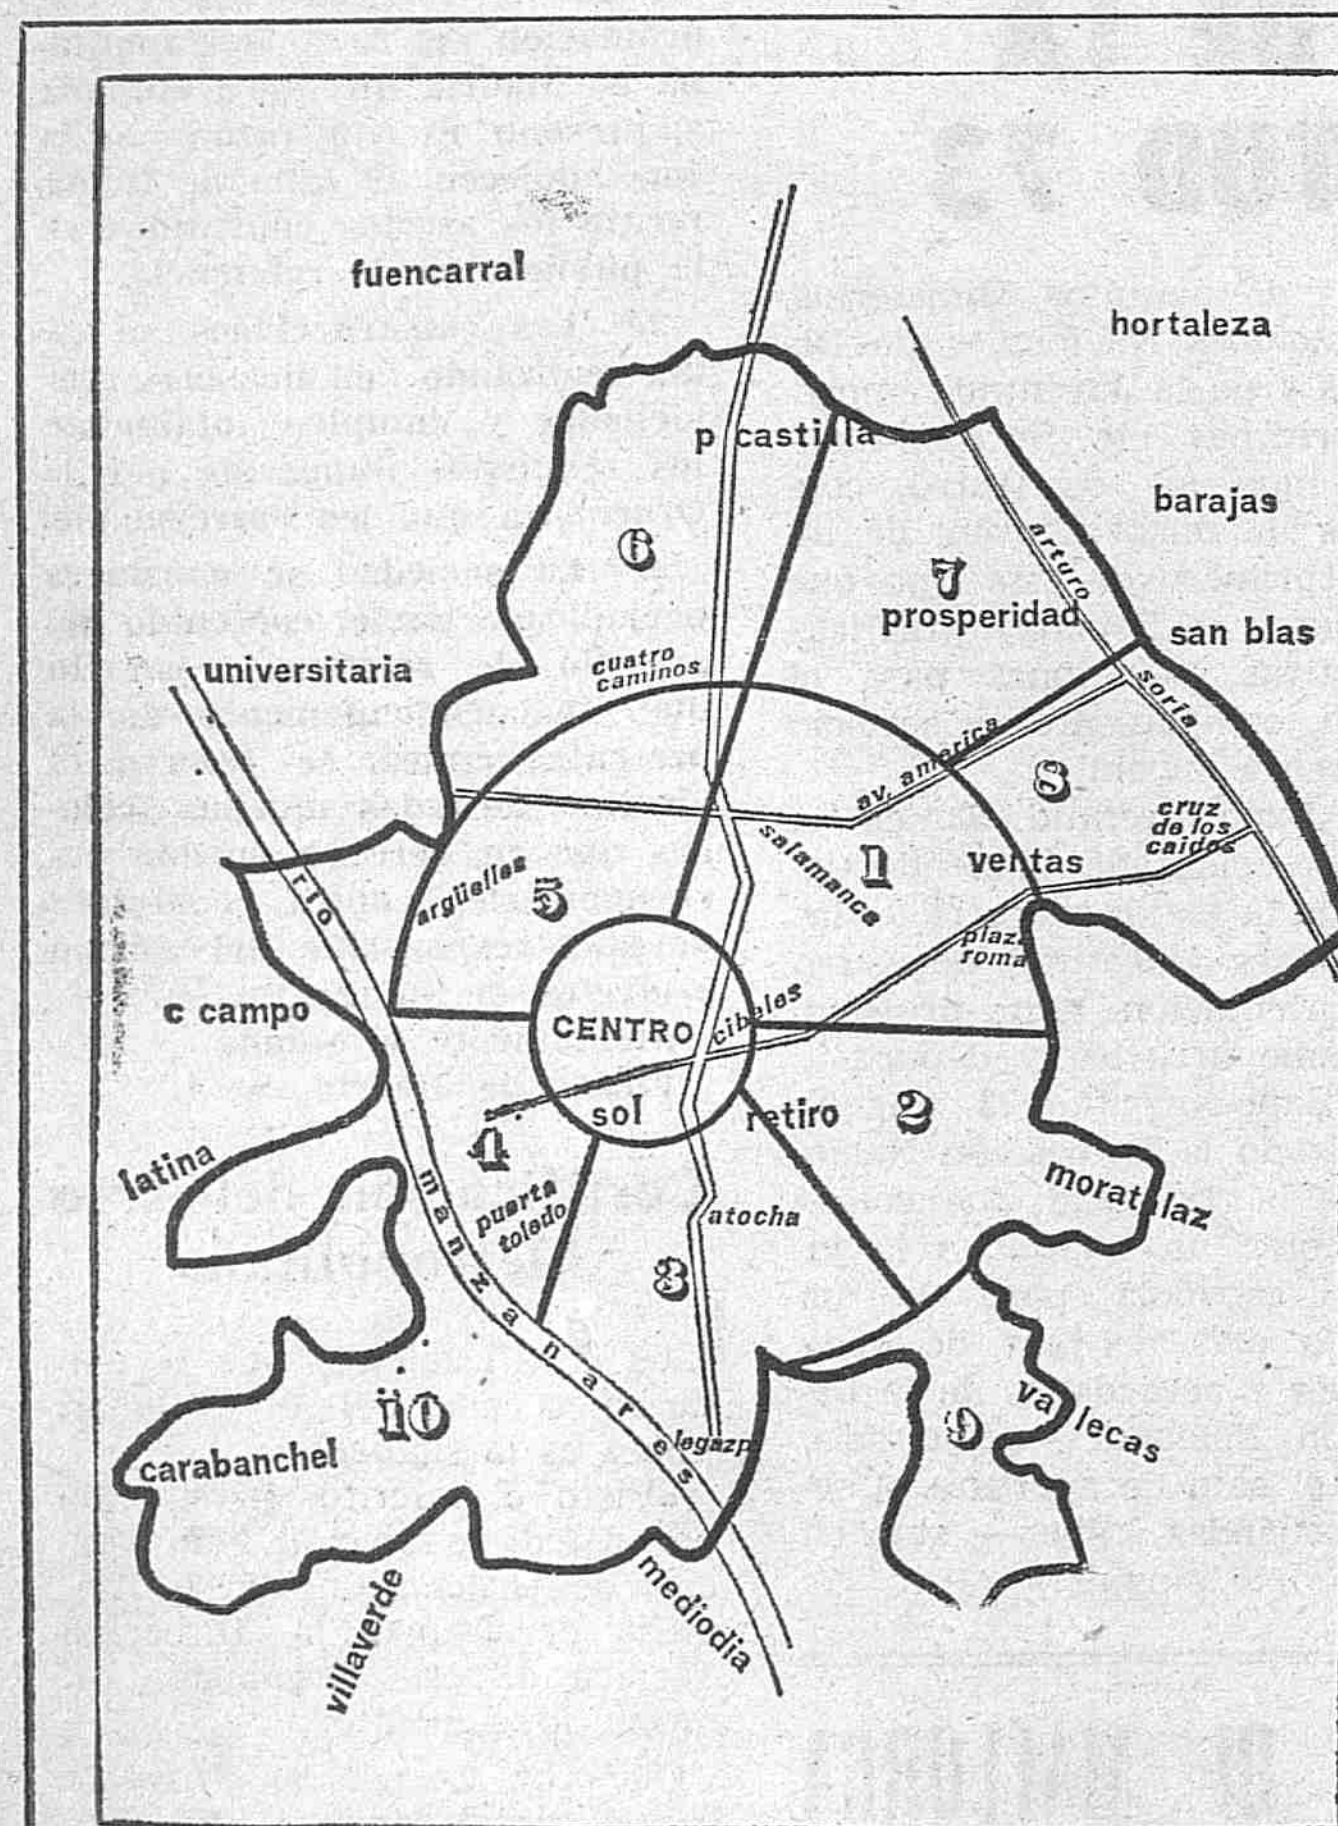 fuencarral
hortaleza
p castilla
barajas
6
arturo
7
prosperidad
san blas
cuatro
caminos
universitaria
soria
av. america
8
cruz
de los
caidos
salamance
1
ventas
argüelles
5
rio
plaza
roma
c campo
CENTRO
cibeles
sol
retiro
2
4
latina
moratalaz
puerta
toledo
atocha
manzanares
3
10
vallecas
9
carabanchel
legazpi
villaverde
mediodia